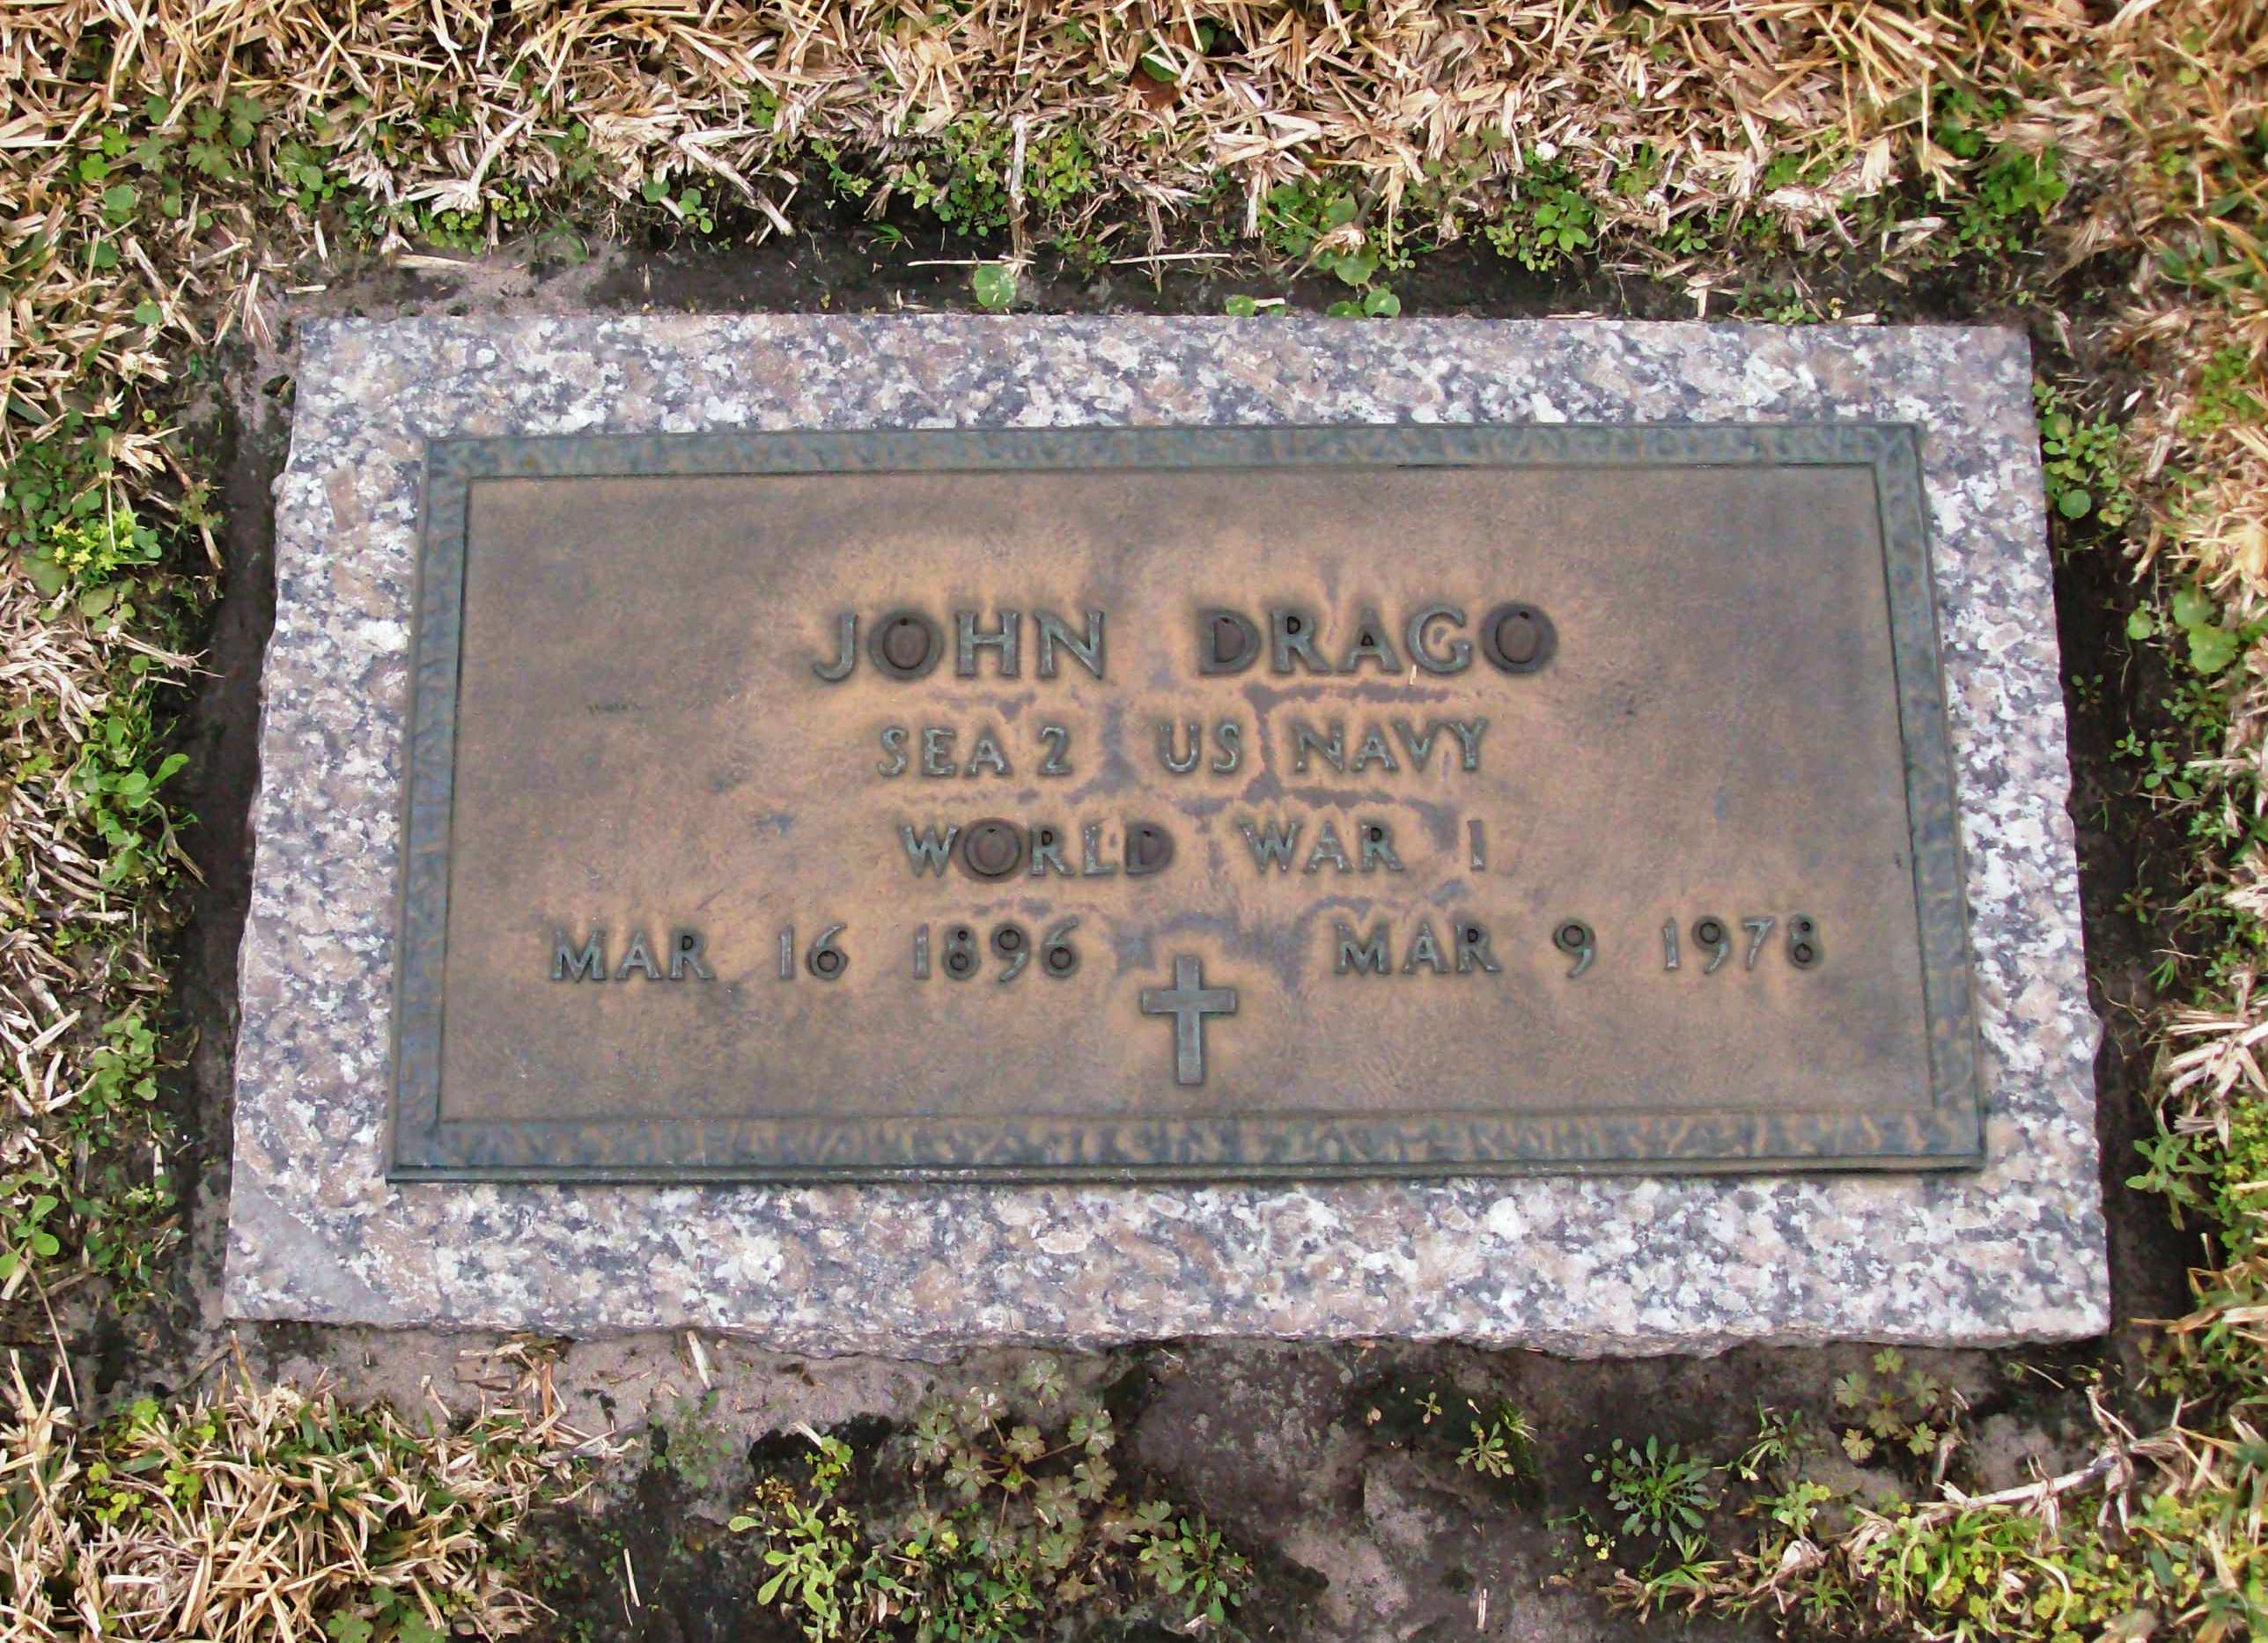 JOHN DRAGO
SEA 2 US NAVY
WORLD WAR I
MAR 16 1896 MAR 9 1978